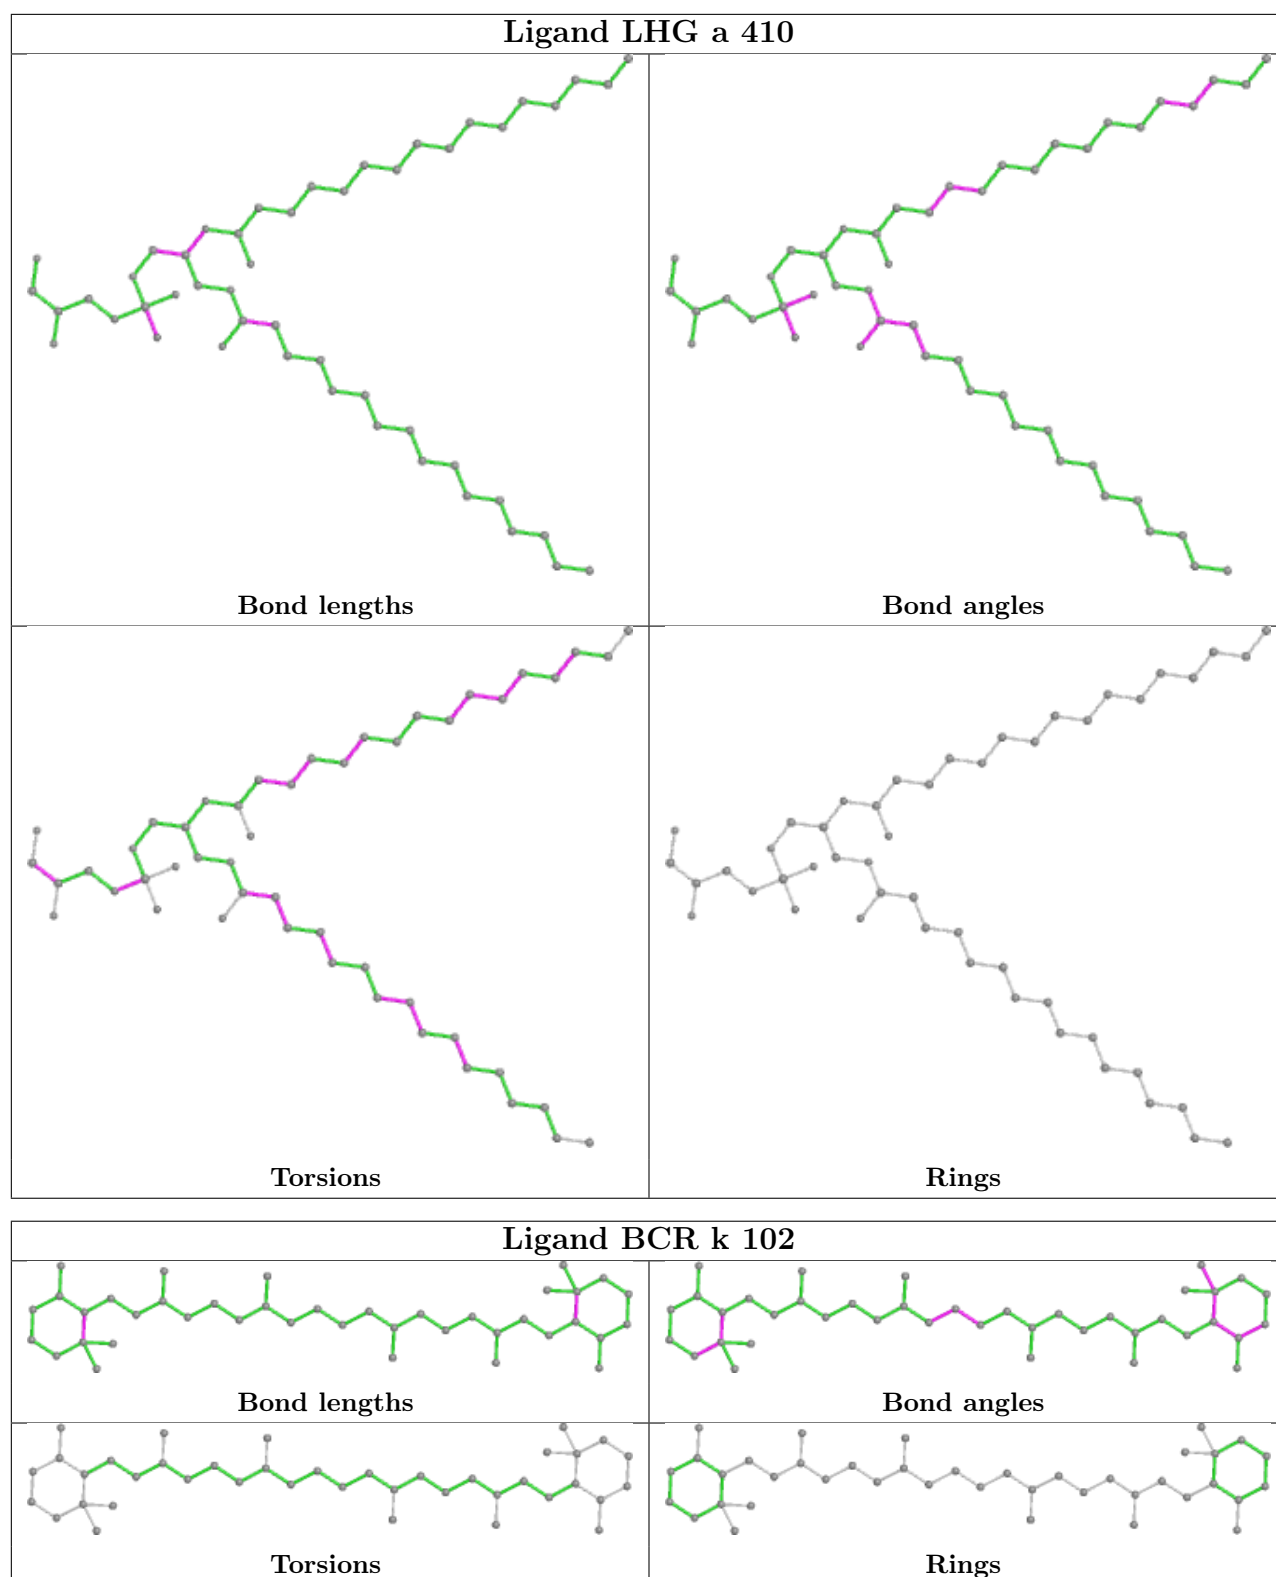 Ligand LHG a 410
Bond lengths
Bond angles
Torsions
Rings
Ligand BCR k 102
Bond lengths
Bond angles
Torsions
Rings